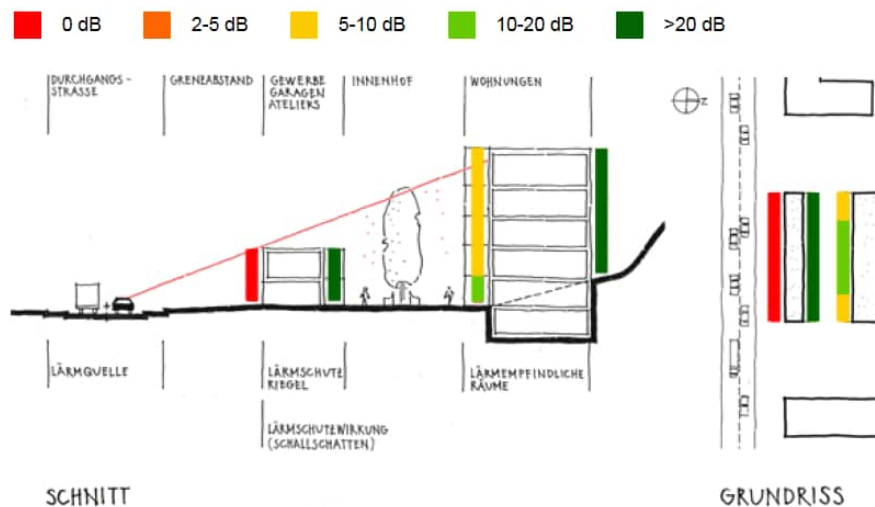 0 dB
2-5 dB
5-10 dB
10-20 dB
>20 dB
DURCHGANGS-
STRASSE
GRENZABSTAND
GEWERBE
GARAGEN
ATELIERS
INNENHOF
WOHNUNGEN
Z
LÄRMQUELLE
LÄRMSCHUTZ
RIEGEL
LÄRMEMPFINDLICHE
RÄUME
LÄRMSCHUTZWIRKUNG
(SCHALLSCHATTEN)
SCHNITT
GRUNDRISS